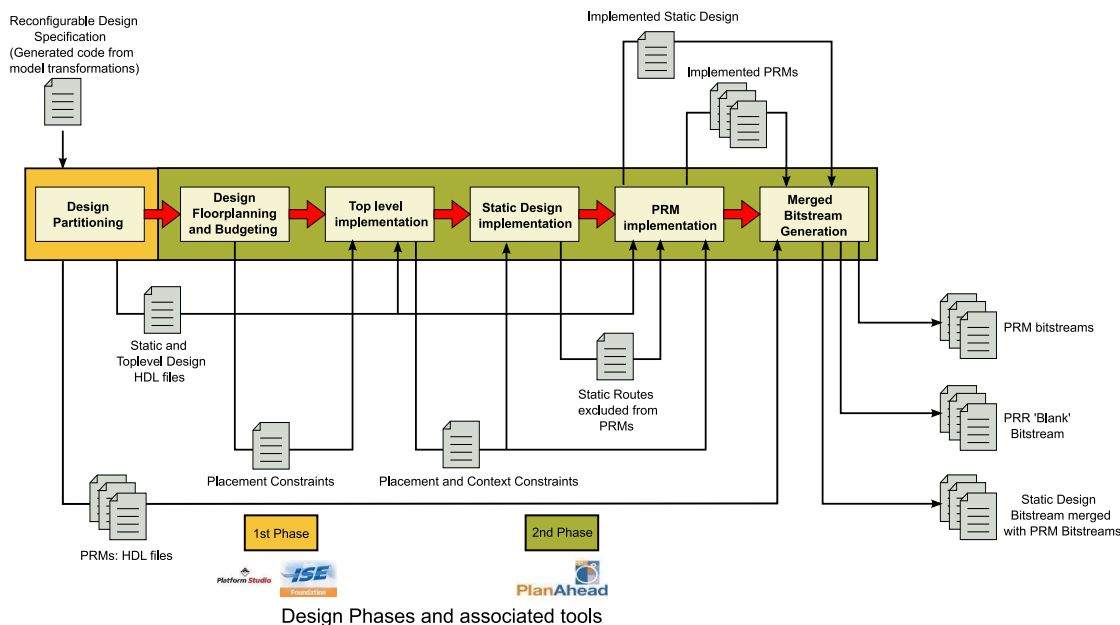 Reconfigurable Design
Specification
(Generated code from
model transformations)
Implemented Static Design
Implemented PRMs
Design
Partitioning
Design
Floorplanning
and Budgeting
Top level
implementation
Static Design
implementation
PRM
implementation
Merged
Bitstream
Generation
Static and
Toplevel Design
HDL files
Static Routes
excluded from
PRMs
PRM bitstreams
PRR 'Blank'
Bitstream
Placement Constraints
Placement and Context Constraints
Static Design
Bitstream merged
with PRM Bitstreams
PRMs: HDL files
1st Phase
2nd Phase
Platform Studio
ISE
Foundation
PlanAhead
Design Phases and associated tools